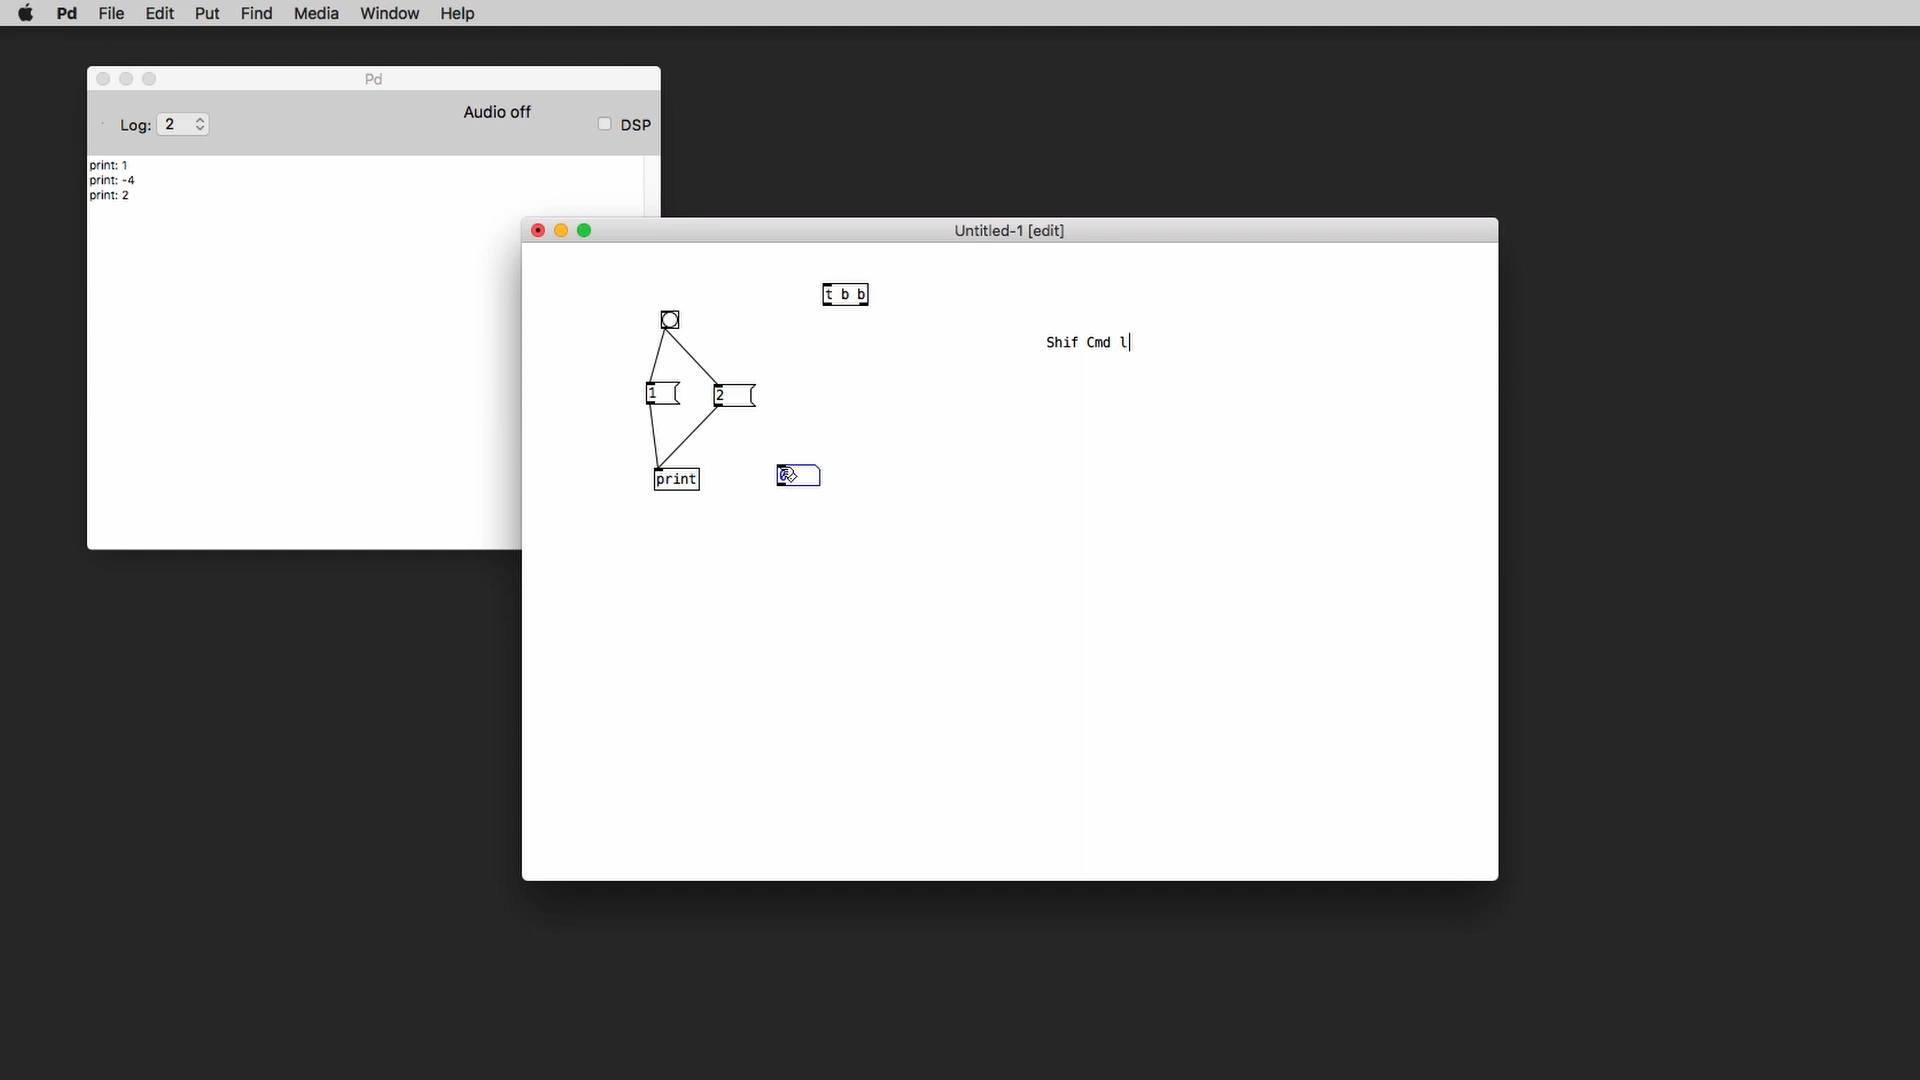 Pd File Edit Put Find Media Window Help
Pd
Audio off
Log: 2
DSP
print: 1
print: -4
print: 2
Untitled-1 [edit]
t b b
Shif Cmd l
1
2
print